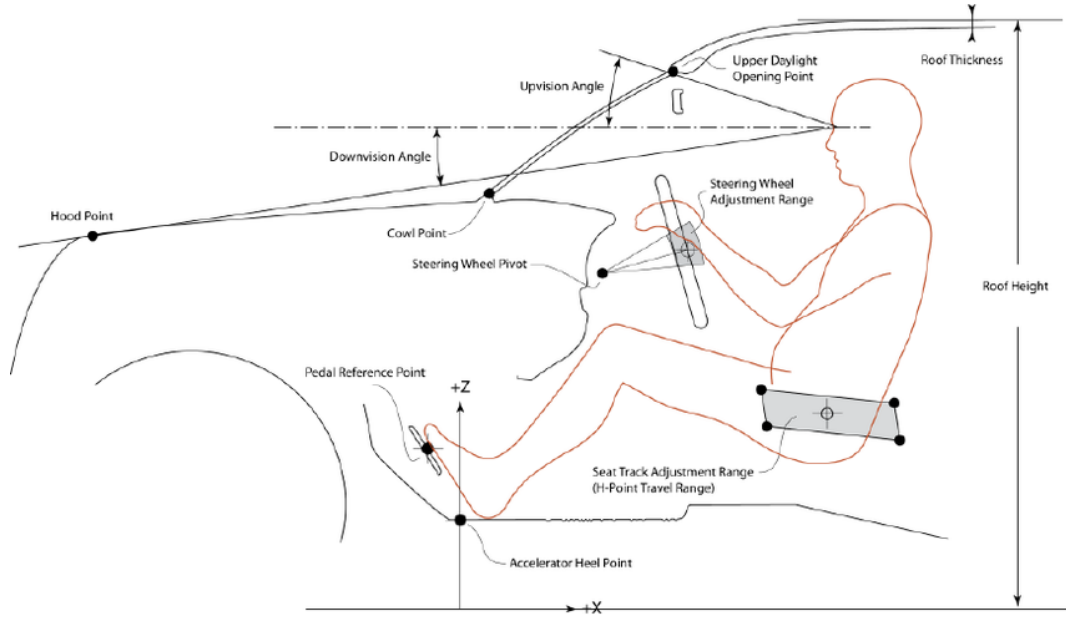 Roof Thickness
Upper Daylight
Opening Point
Upvision Angle
Downvision Angle
Steering Wheel
Adjustment Range
Hood Point
Cowl Point
Steering Wheel Pivot
Roof Height
Pedal Reference Point
+Z
Seat Track Adjustment Range
(H-Point Travel Range)
Accelerator Heel Point
+X